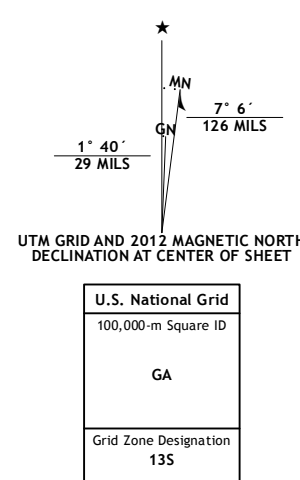 ★
MN
7° 6´
126 MILS
GN
1° 40´
29 MILS
UTM GRID AND 2012 MAGNETIC NORTH
DECLINATION AT CENTER OF SHEET
U.S. National Grid
100,000-m Square ID
GA
Grid Zone Designation
13S